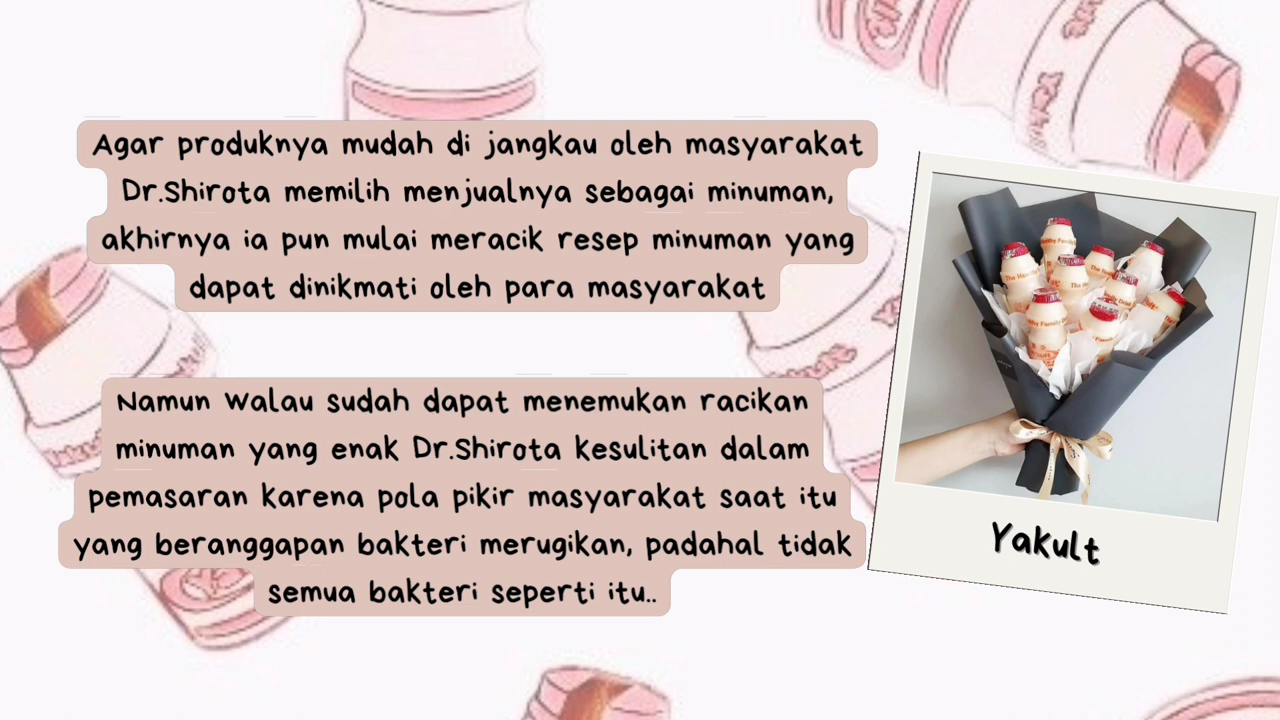 Agar produknya mudah di jangkau oleh masyarakat
Dr.Shirota memilih menjualnya sebagai minuman,
akhirnya ia pun mulai meracik resep minuman yang
dapat dinikmati oleh para masyarakat
Namun walau sudah dapat menemukan racikan
minuman yang enak Dr.Shirota kesulitan dalam
pemasaran karena pola pikir masyarakat saat itu
yang beranggapan bakteri merugikan, padahal tidak
semua bakteri seperti itu..
Yakult